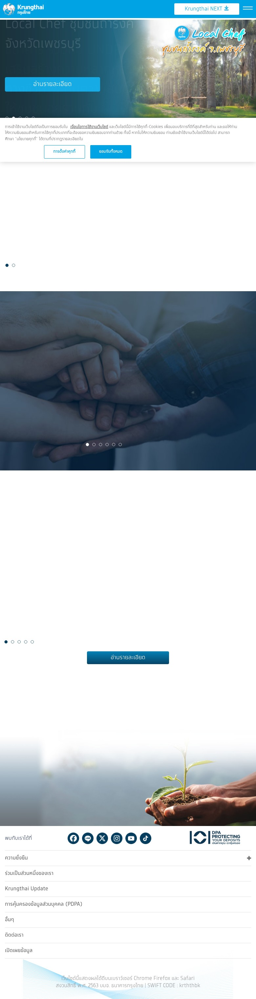 Krungthai
กรุงไทย
Krungthai NEXT
Local Chef ชุมชนถ้ำรงค์
จังหวัดเพชรบุรี
กรุงไทย
Local Chef
ชุมชนถ้ำรงค์ จ.เพชรบุรี
อ่านรายละเอียด
การเข้าใช้งานเว็บไซต์ถือเป็นการยอมรับใน เงื่อนไขการใช้งานเว็บไซต์ และเว็บไซต์นี้มีการใช้คุกกี้-Cookies เพื่อมอบบริการที่ดีที่สุดสำหรับท่าน และขอให้ท่าน
ให้ความยินยอมสำหรับการใช้คุกกี้ประเภทที่จะต้องขอความยินยอมจากท่านด้วย ทั้งนี้ หากไม่ให้ความยินยอม ท่านยังเข้าใช้งานเว็บไซต์นี้ได้ต่อไป สามารถ
ศึกษา "นโยบายคุกกี้" ได้ตามที่ปรากฏรายละเอียดใน
การตั้งค่าคุกกี้
ยอมรับทั้งหมด
อ่านรายละเอียด
พบกับเราได้ที่
LINE
DPA
PROTECTING
YOUR DEPOSITS
เงินฝากคุณ เราคุ้มครอง
ความยั่งยืน
ร่วมเป็นส่วนหนึ่งของเรา
Krungthai Update
การคุ้มครองข้อมูลส่วนบุคคล (PDPA)
อื่นๆ
ติดต่อเรา
เปิดเผยข้อมูล
เว็บไซต์นี้แสดงผลได้ดีบนเบราว์เซอร์ Chrome Firefox และ Safari
สงวนสิทธิ์ พ.ศ. 2563 บมจ. ธนาคารกรุงไทย | SWIFT CODE : krththbk